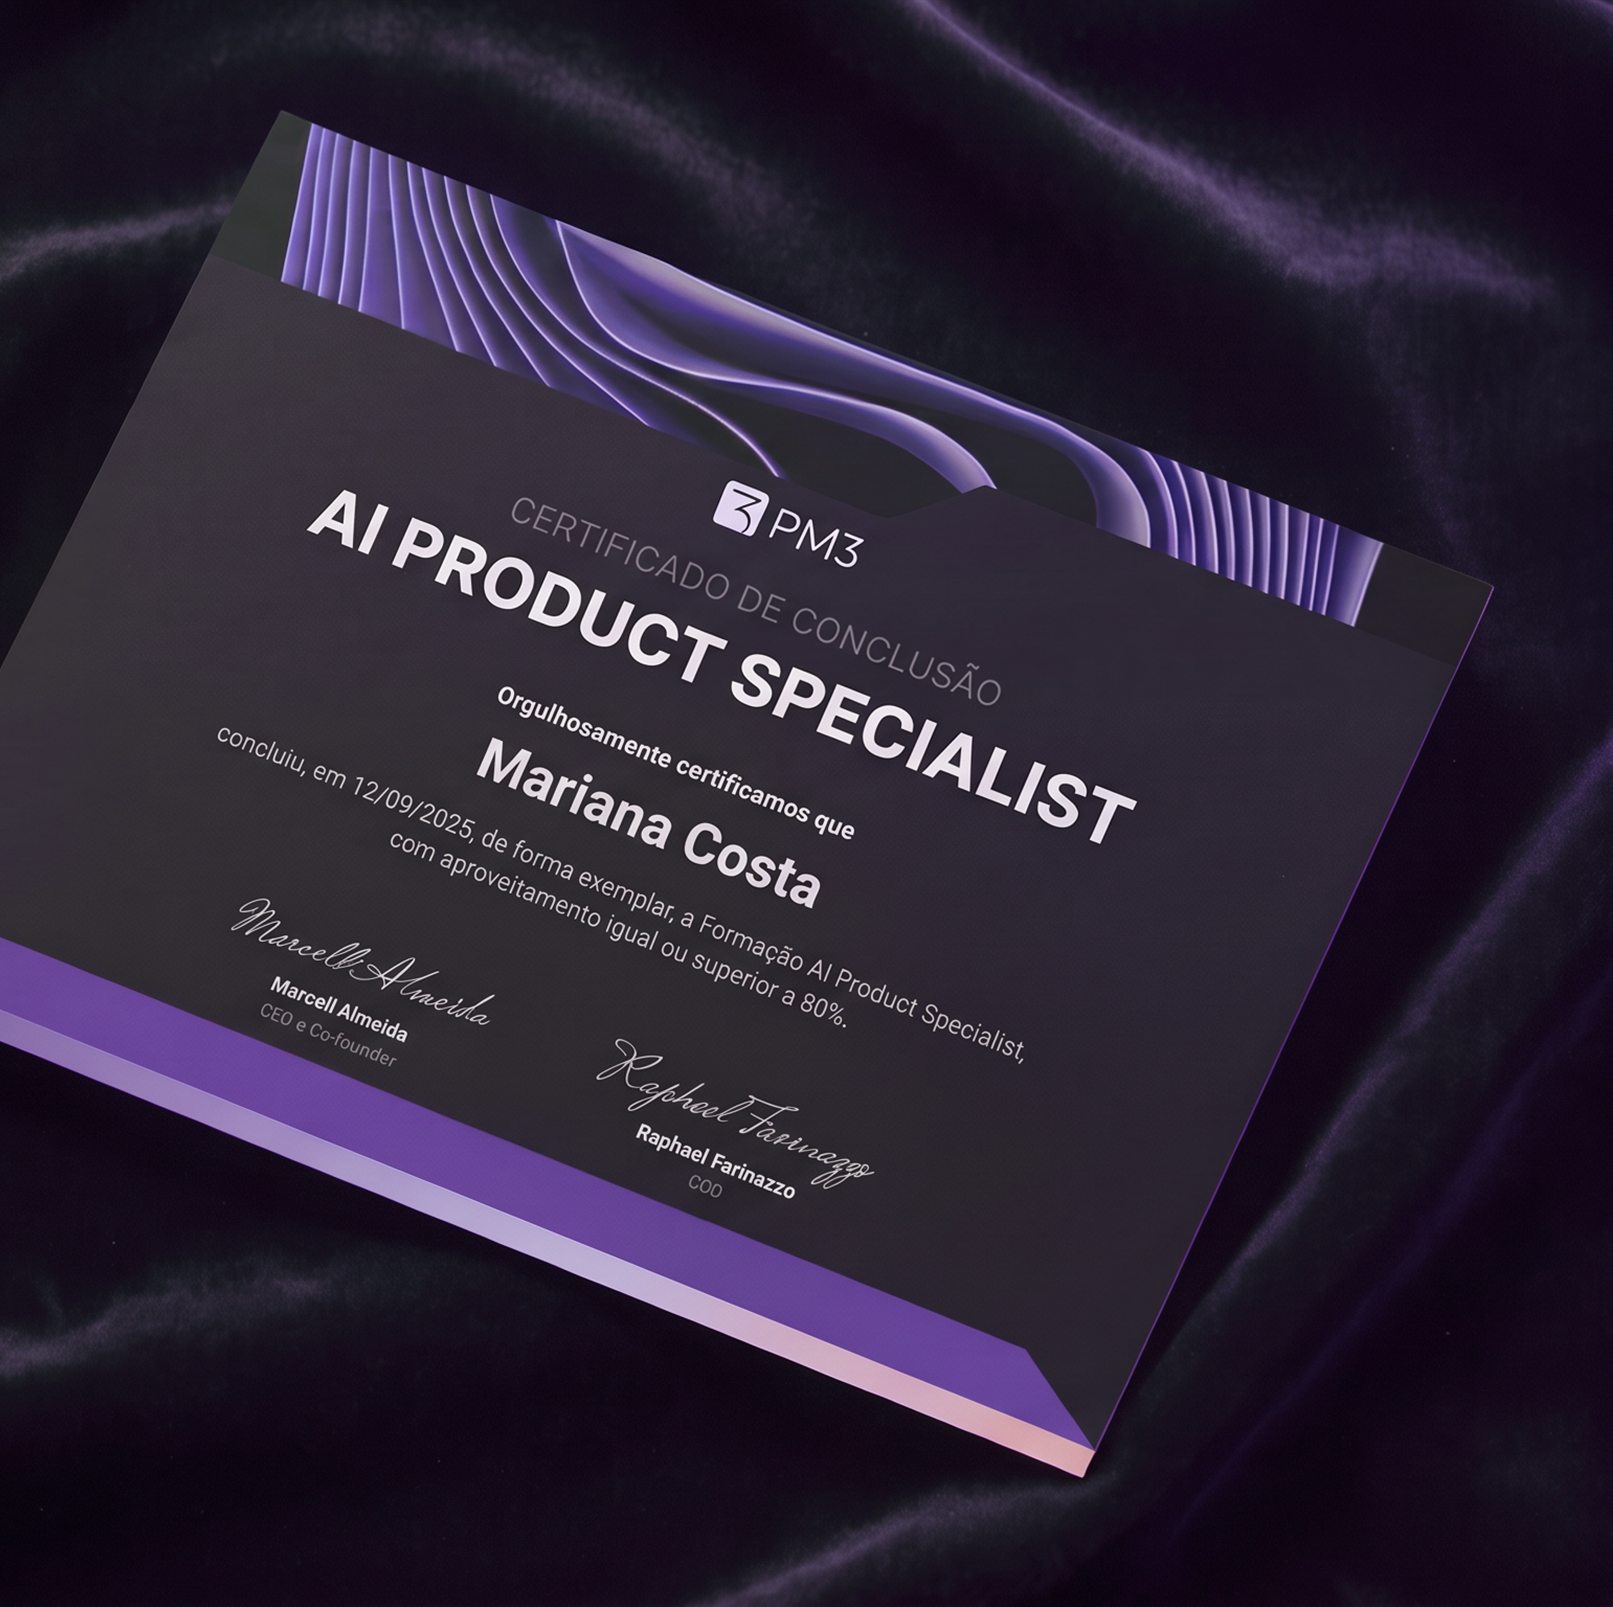 PM3
CERTIFICADO DE CONCLUSÃO
AI PRODUCT SPECIALIST
Orgulhosamente certificamos que
Mariana Costa
concluiu, em 12/09/2025, de forma exemplar, a Formação AI Product Specialist,
com aproveitamento igual ou superior a 80%.
Marcell Almeida
Marcell Almeida
CEO e Co-founder
Raphael Farinazzo
Raphael Farinazzo
COO